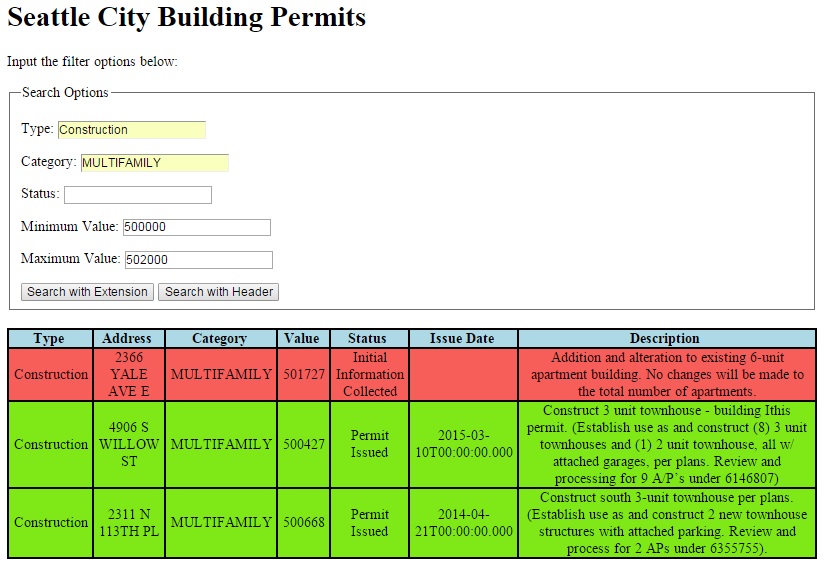 Seattle City Building Permits
Input the filter options below:
Search Options
Type: Construction
Category: MULTIFAMILY
Status:
Minimum Value: 500000
Maximum Value: 502000
Search with Extension Search with Header
Type Address Category Value Status Issue Date Description
Construction 2366 YALE AVE E MULTIFAMILY 501727 Initial Information Collected Addition and alteration to existing 6-unit apartment building. No changes will be made to the total number of apartments.
Construction 4906 S WILLOW ST MULTIFAMILY 500427 Permit Issued 2015-03-10T00:00:00.000 Construct 3 unit townhouse - building Ithis permit. (Establish use as and construct (8) 3 unit townhouses and (1) 2 unit townhouse, all w/ attached garages, per plans. Review and processing for 9 A/P's under 6146807)
Construction 2311 N 113TH PL MULTIFAMILY 500668 Permit Issued 2014-04-21T00:00:00.000 Construct south 3-unit townhouse per plans. (Establish use as and construct 2 new townhouse structures with attached parking. Review and process for 2 APs under 6355755).